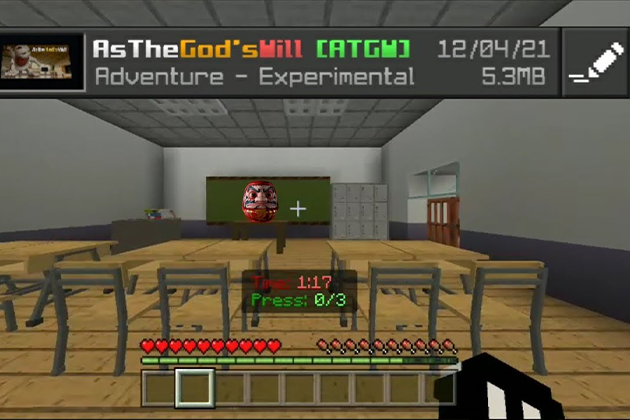 AsTheGod'sWill [ATGW] 12/04/21
Adventure - Experimental 5.3MB
Time: 1:17
Press: 0/3